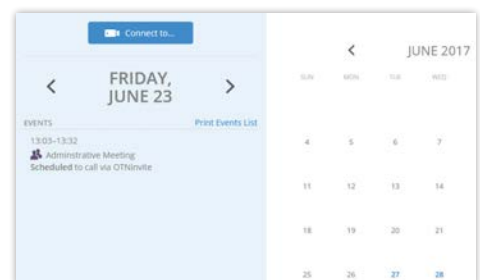 Connect to...
FRIDAY,
JUNE 23
EVENTS Print Events List
13:03–13:32
Adminstrative Meeting
Scheduled to call via OTNinvite
JUNE 2017
SUN MON TUE WED
4 5 6 7
11 12 13 14
18 19 20 21
25 26 27 28